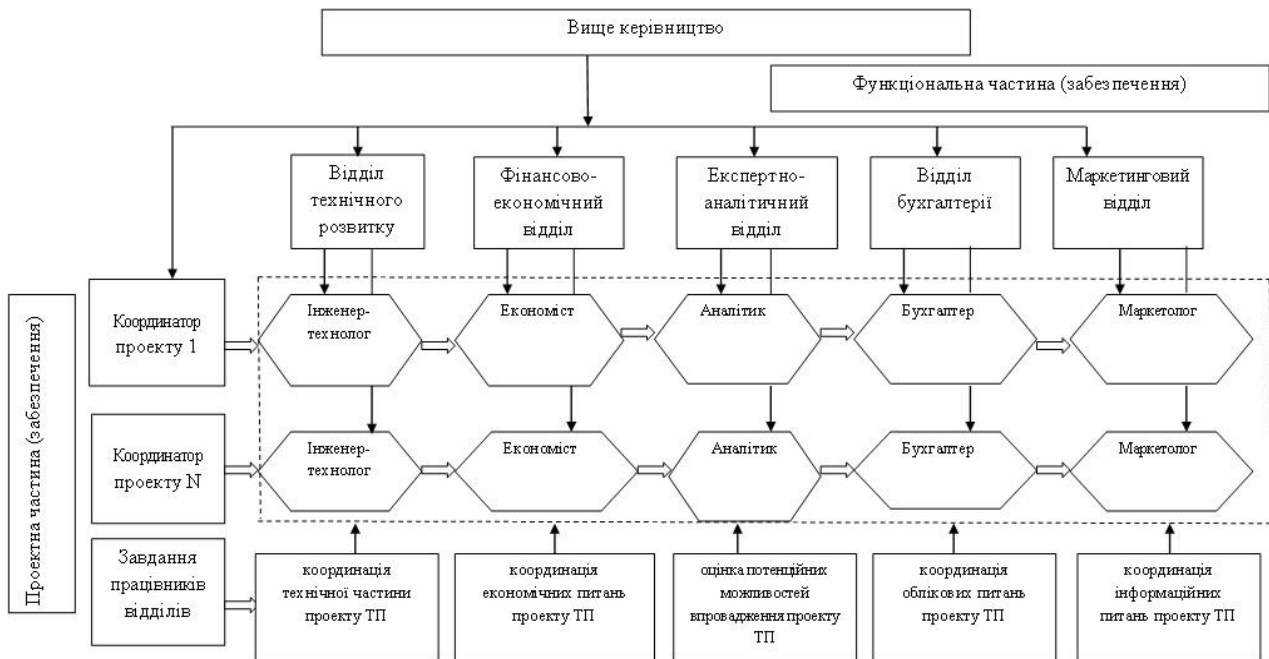 Вище керівництво
Функціональна частина (забезпечення)
Відділ
технічного
розвитку
Фінансово-
економічний
відділ
Експертно-
аналітичний
відділ
Відділ
бухгалтерії
Маркетинговий
відділ
Проектна частина (забезпечення)
Координатор
проекту 1
Інженер-
технолог
Економіст
Аналітик
Бухгалтер
Маркетолог
Координатор
проекту N
Інженер-
технолог
Економіст
Аналітик
Бухгалтер
Маркетолог
Завдання
працівників
відділів
координація
технічної частини
проекту ТП
координація
економічних питань
проекту ТП
оцінка потенційних
можливостей
впровадження проекту
ТП
координація
облікових питань
проекту ТП
координація
інформаційних
питань проекту ТП